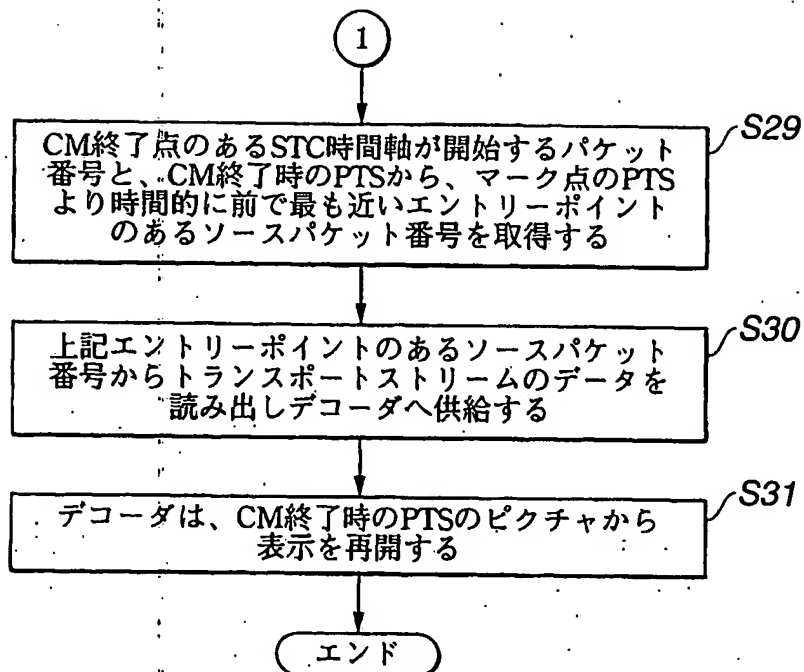 1
CM終了点のあるSTC時間軸が開始するパケット
番号と、CM終了時のPTSから、マーク点のPTS
より時間的に前で最も近いエントリーポイント
のあるソースパケット番号を取得する
S29
上記エントリーポイントのあるソースパケット
番号からトランスポートストリームのデータを
読み出しデコーダへ供給する
S30
デコーダは、CM終了時のPTSのピクチャから
表示を再開する
S31
エンド